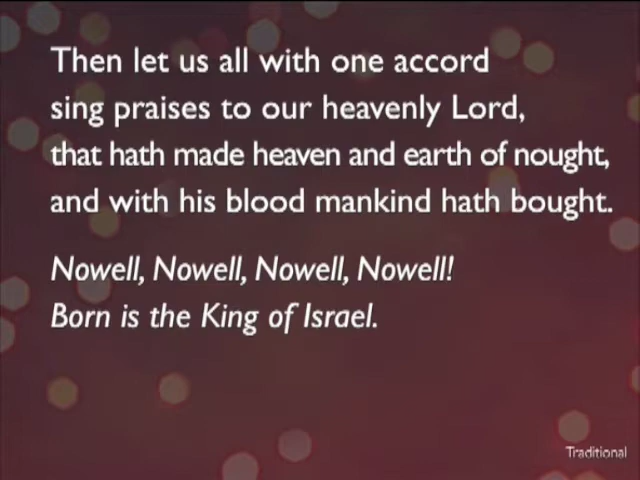 Then let us all with one accord
sing praises to our heavenly Lord,
that hath made heaven and earth of nought,
and with his blood mankind hath bought.
Nowell, Nowell, Nowell, Nowell!
Born is the King of Israel.
Traditional